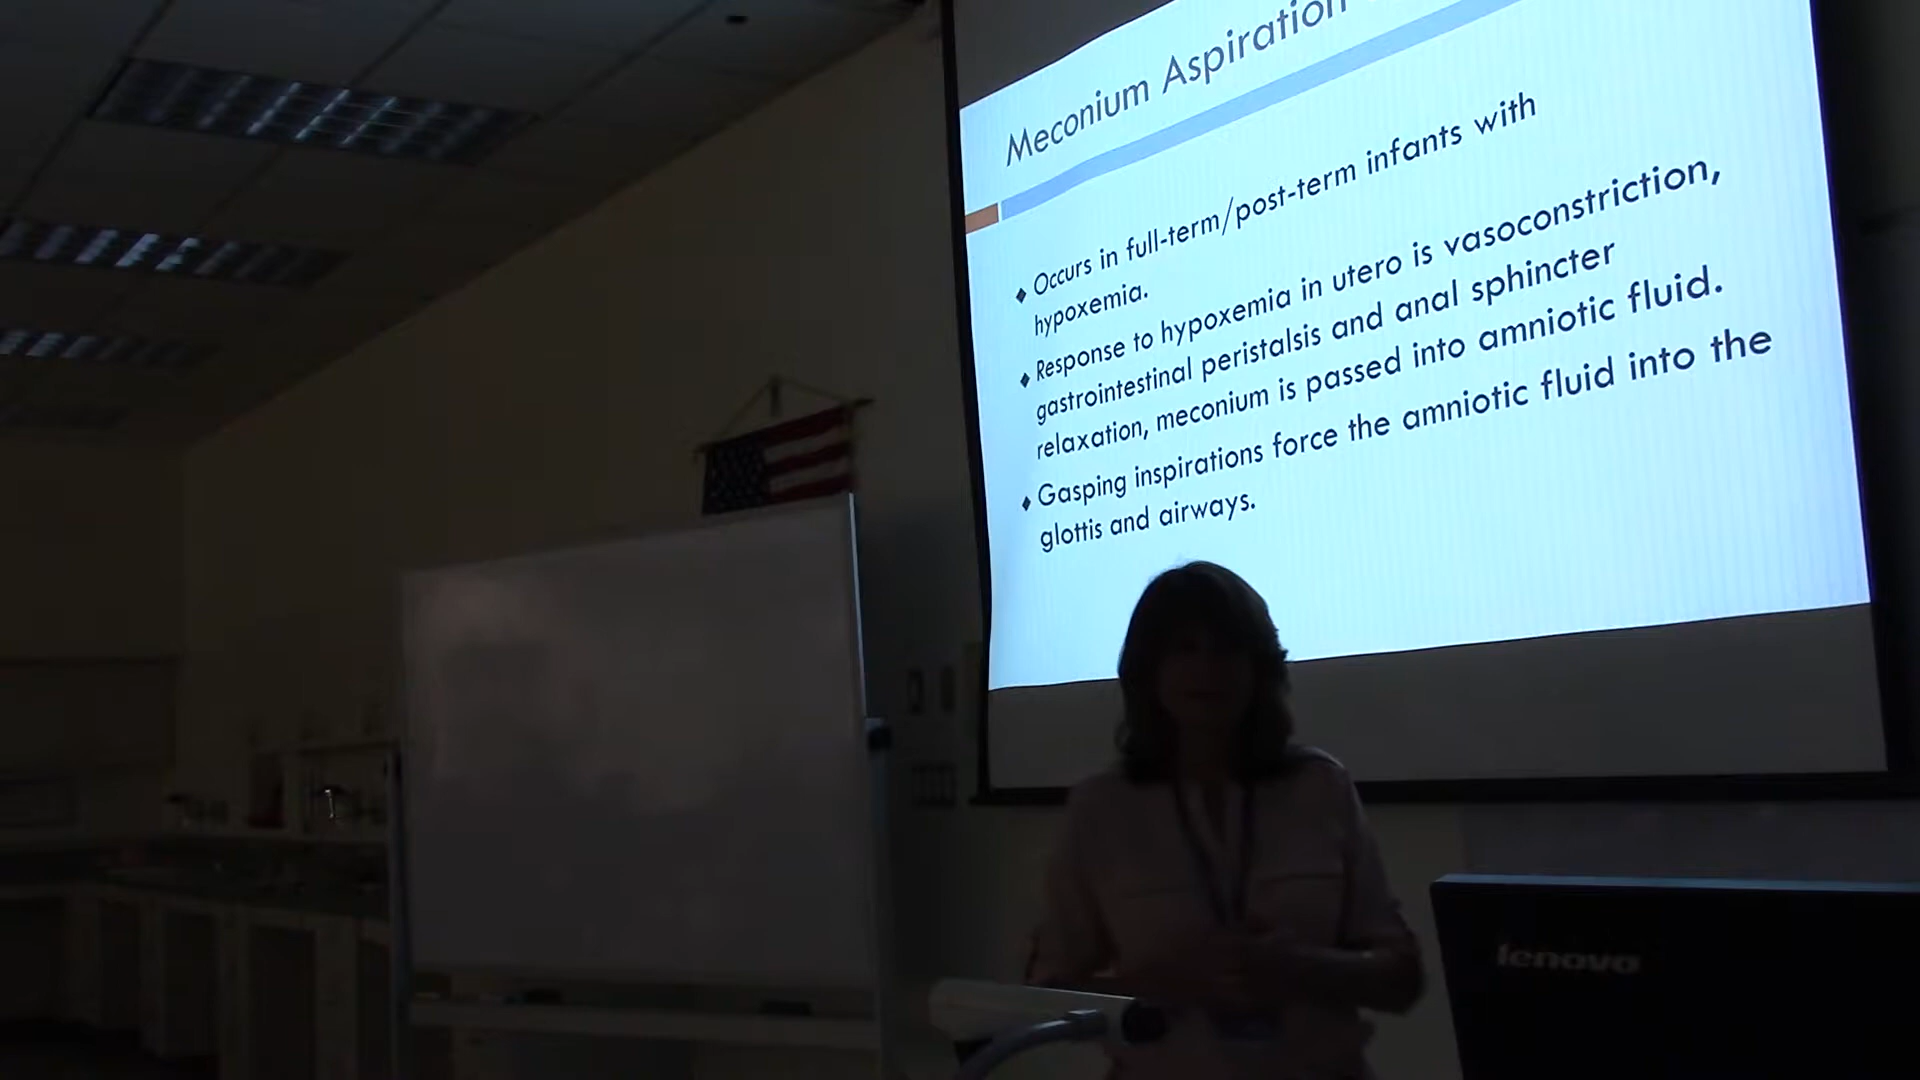 Meconium Aspiration
♦ Occurs in full-term/post-term infants with
hypoxemia.
♦ Response to hypoxemia in utero is vasoconstriction,
gastrointestinal peristalsis and anal sphincter
relaxation, meconium is passed into amniotic fluid.
♦ Gasping inspirations force the amniotic fluid into the
glottis and airways.
lenovo